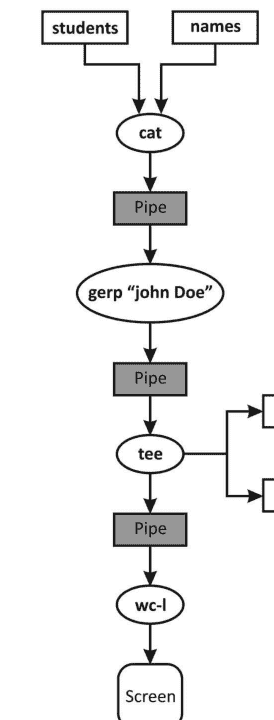 students
names
cat
Pipe
gerp “john Doe”
Pipe
tee
Pipe
wc-l
Screen